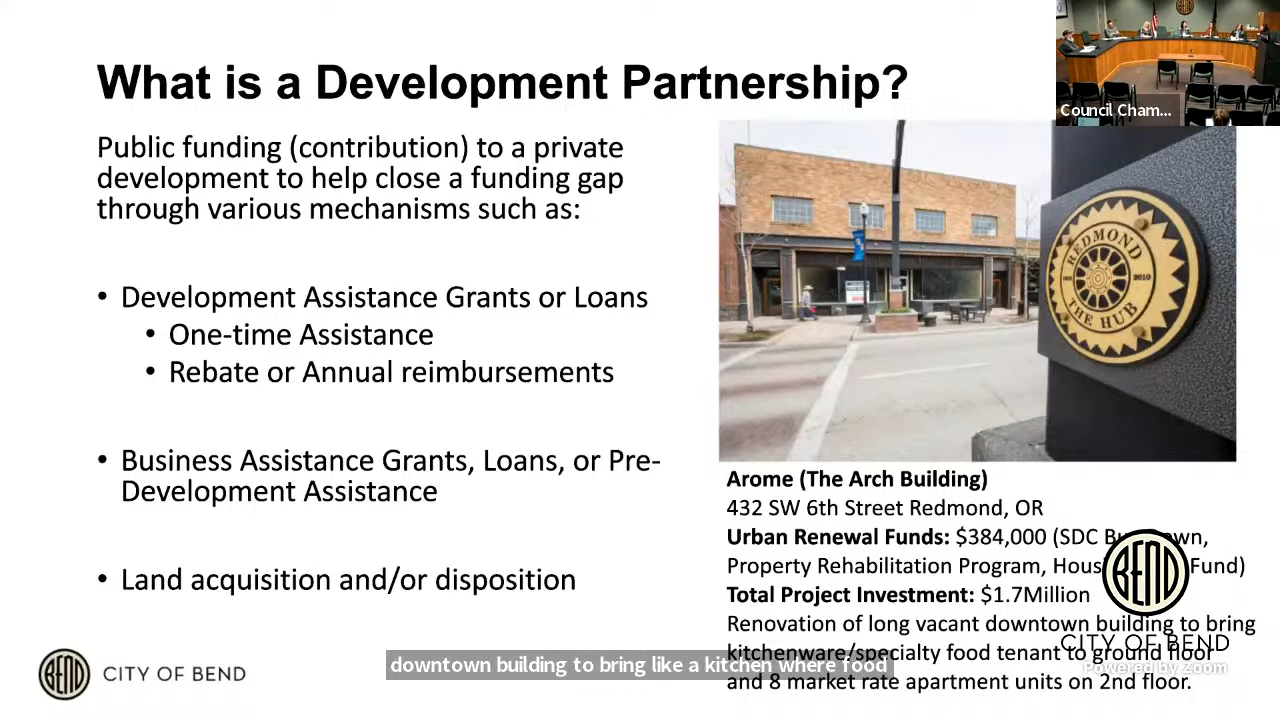 What is a Development Partnership?
Council Cham...
Public funding (contribution) to a private
development to help close a funding gap
through various mechanisms such as:
• Development Assistance Grants or Loans
• One-time Assistance
• Rebate or Annual reimbursements
• Business Assistance Grants, Loans, or Pre-
Development Assistance
• Land acquisition and/or disposition
REDMOND
2010
THE HUB
Arome (The Arch Building)
432 SW 6th Street Redmond, OR
Urban Renewal Funds: $384,000 (SDC
Property Rehabilitation Program, Fund)
Total Project Investment: $1.7Million
Renovation of long vacant downtown building to bring
kitchenware/specialty food tenant to ground floor
and 8 market rate apartment units on 2nd floor.
BEND
CITY OF BEND
Powered by Zoom
downtown building to bring like a kitchen where food
BEND
CITY OF BEND